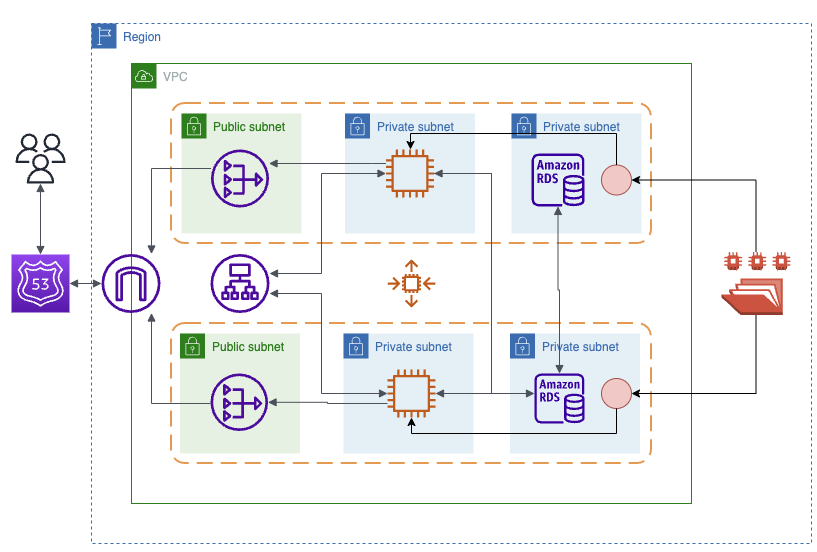 Region
VPC
Public subnet
Private subnet
Private subnet
Amazon
RDS
53
Public subnet
Private subnet
Private subnet
Amazon
RDS